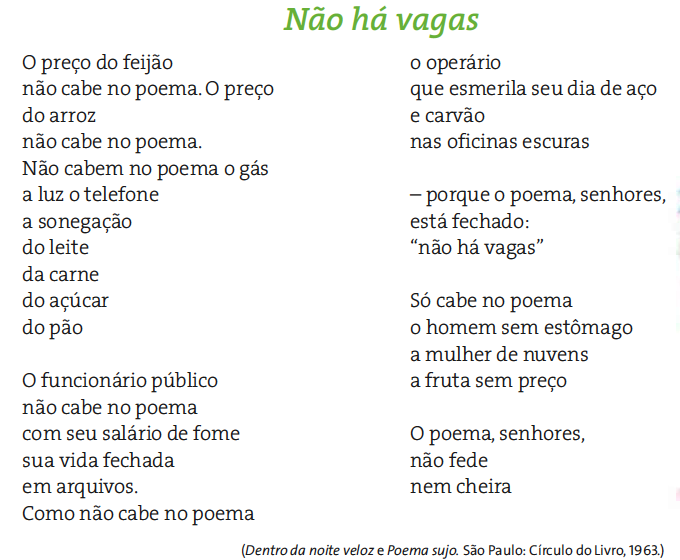 Não há vagas
O preço do feijão
não cabe no poema. O preço
do arroz
não cabe no poema.
Não cabem no poema o gás
a luz o telefone
a sonegação
do leite
da carne
do açúcar
do pão
O funcionário público
não cabe no poema
com seu salário de fome
sua vida fechada
em arquivos.
Como não cabe no poema
o operário
que esmerila seu dia de aço
e carvão
nas oficinas escuras
– porque o poema, senhores,
está fechado:
“não há vagas”
Só cabe no poema
o homem sem estômago
a mulher de nuvens
a fruta sem preço
O poema, senhores,
não fede
nem cheira
(Dentro da noite veloz e Poema sujo. São Paulo: Círculo do Livro, 1963.)